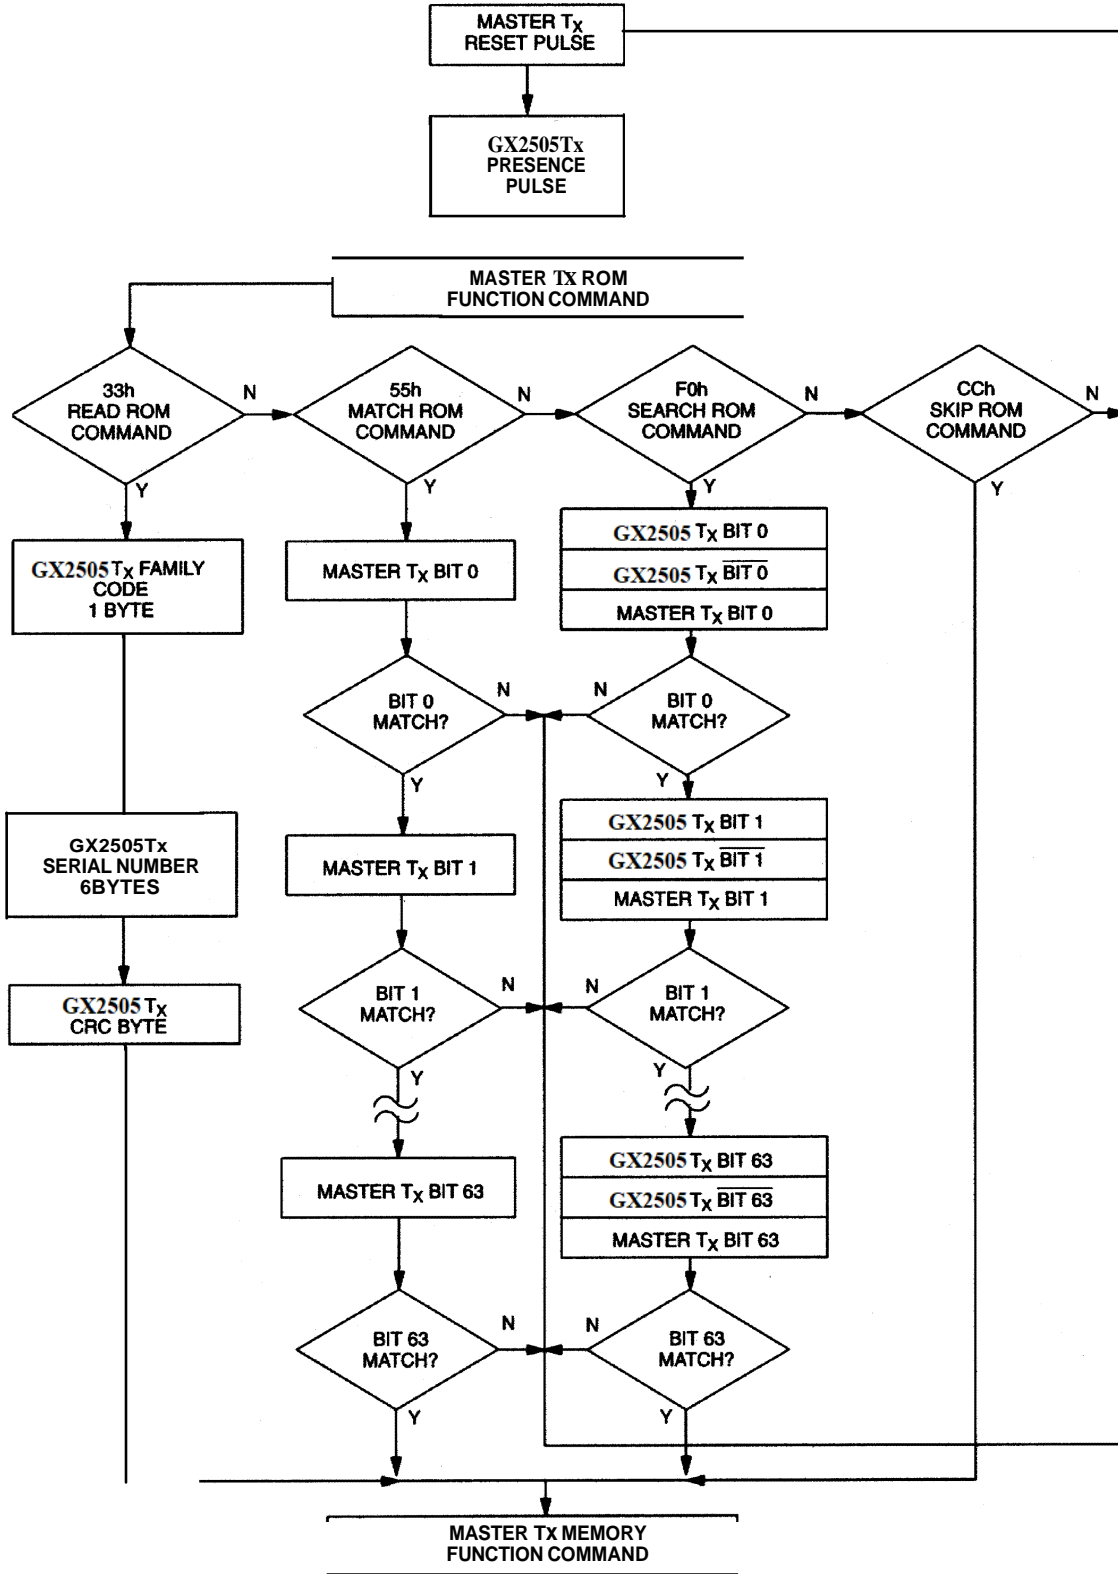 MASTER TX
RESET PULSE
GX2505Tx
PRESENCE
PULSE
MASTER TX ROM
FUNCTION COMMAND
33h
READ ROM
COMMAND
N
Y
55h
MATCH ROM
COMMAND
N
Y
F0h
SEARCH ROM
COMMAND
N
Y
CCh
SKIP ROM
COMMAND
N
Y
GX2505 TX FAMILY
CODE
1 BYTE
GX2505Tx
SERIAL NUMBER
6BYTES
GX2505 TX
CRC BYTE
MASTER TX BIT 0
BIT 0
MATCH?
N
Y
MASTER TX BIT 1
BIT 1
MATCH?
N
Y
MASTER TX BIT 63
BIT 63
MATCH?
N
Y
GX2505 TX BIT 0
GX2505 TX B̅I̅T̅ ̅0̅
MASTER TX BIT 0
BIT 0
MATCH?
N
Y
GX2505 TX BIT 1
GX2505 TX B̅I̅T̅ ̅1̅
MASTER TX BIT 1
BIT 1
MATCH?
N
Y
GX2505 TX BIT 63
GX2505 TX B̅I̅T̅ ̅6̅3̅
MASTER TX BIT 63
BIT 63
MATCH?
N
Y
MASTER TX MEMORY
FUNCTION COMMAND